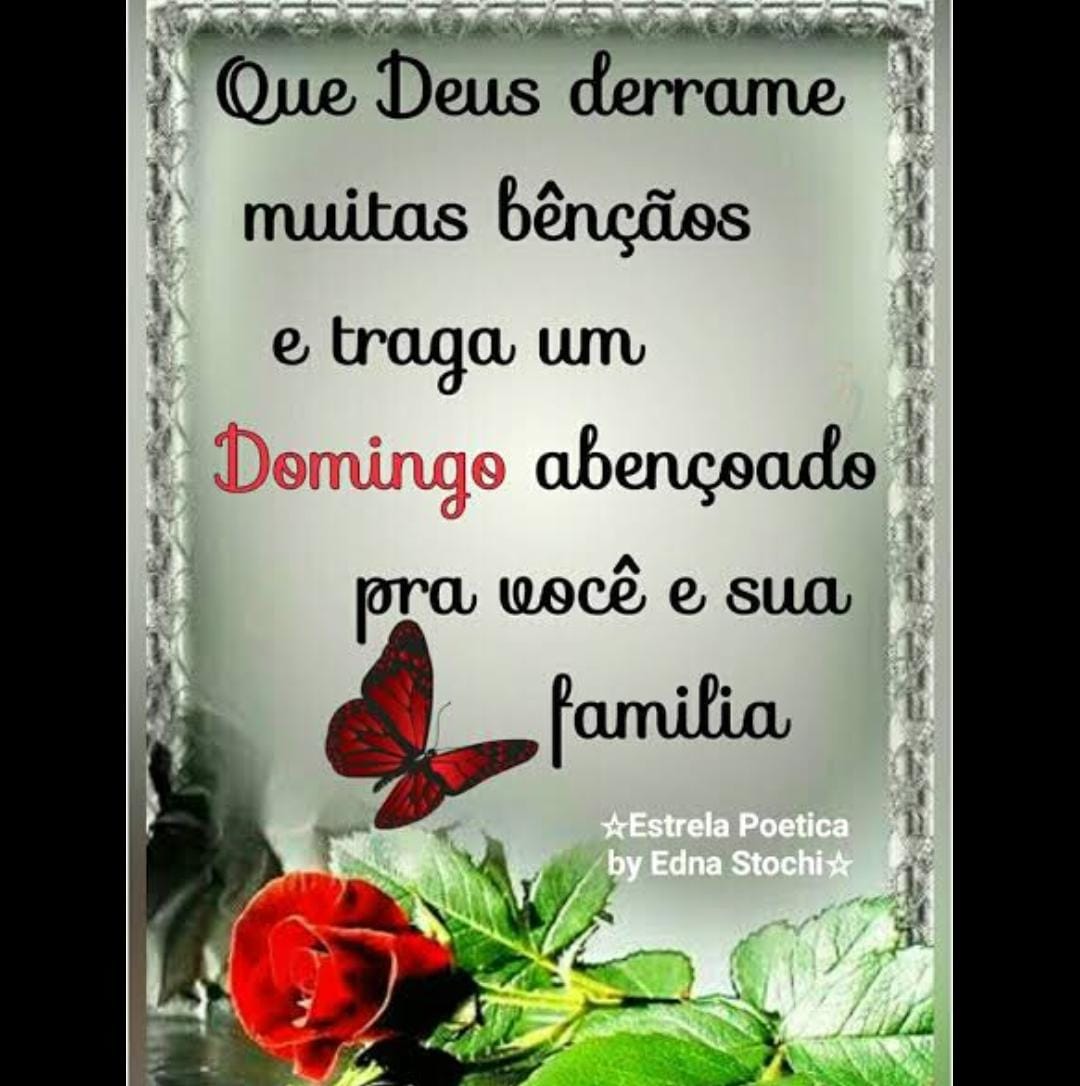 Que Deus derrame
muitas bênçãos
e traga um
Domingo abençoado
pra você e sua
familia
☆Estrela Poetica
by Edna Stochi☆